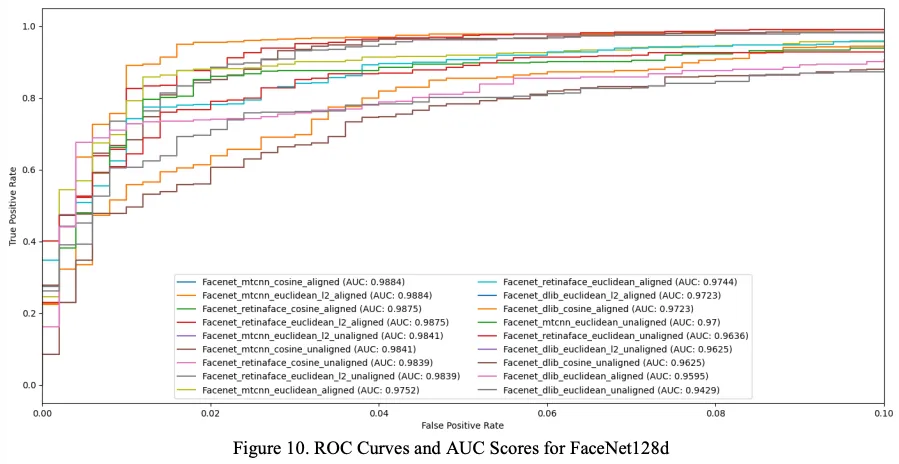 1.0
0.8
0.6
0.4
0.2
0.0
True Positive Rate
Facenet_mtcnn_cosine_aligned (AUC: 0.9884)
Facenet_mtcnn_euclidean_l2_aligned (AUC: 0.9884)
Facenet_retinaface_cosine_aligned (AUC: 0.9875)
Facenet_retinaface_euclidean_l2_aligned (AUC: 0.9875)
Facenet_mtcnn_euclidean_l2_unaligned (AUC: 0.9841)
Facenet_mtcnn_cosine_unaligned (AUC: 0.9841)
Facenet_retinaface_cosine_unaligned (AUC: 0.9839)
Facenet_retinaface_euclidean_l2_unaligned (AUC: 0.9839)
Facenet_mtcnn_euclidean_aligned (AUC: 0.9752)
Facenet_retinaface_euclidean_aligned (AUC: 0.9744)
Facenet_dlib_euclidean_l2_aligned (AUC: 0.9723)
Facenet_dlib_cosine_aligned (AUC: 0.9723)
Facenet_mtcnn_euclidean_unaligned (AUC: 0.97)
Facenet_retinaface_euclidean_unaligned (AUC: 0.9636)
Facenet_dlib_euclidean_l2_unaligned (AUC: 0.9625)
Facenet_dlib_cosine_unaligned (AUC: 0.9625)
Facenet_dlib_euclidean_aligned (AUC: 0.9595)
Facenet_dlib_euclidean_unaligned (AUC: 0.9429)
0.00 0.02 0.04 0.06 0.08 0.10
False Positive Rate
Figure 10. ROC Curves and AUC Scores for FaceNet128d